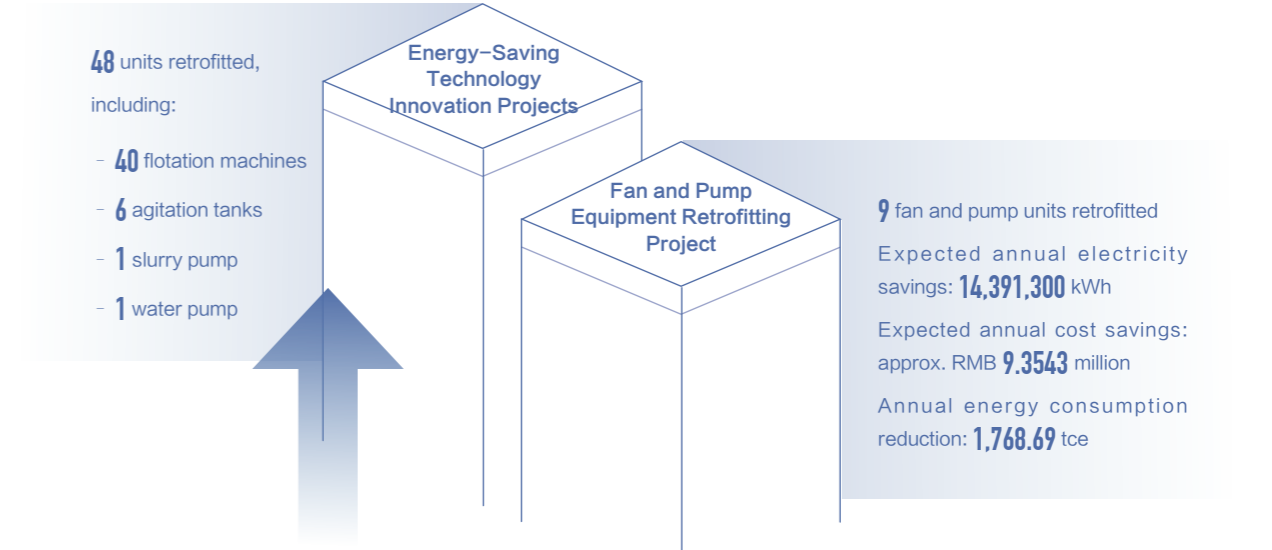 48 units retrofitted,
including:
- 40 flotation machines
- 6 agitation tanks
- 1 slurry pump
- 1 water pump
Energy-Saving
Technology
Innovation Projects
Fan and Pump
Equipment Retrofitting
Project
9 fan and pump units retrofitted
Expected annual electricity
savings: 14,391,300 kWh
Expected annual cost savings:
approx. RMB 9.3543 million
Annual energy consumption
reduction: 1,768.69 tce